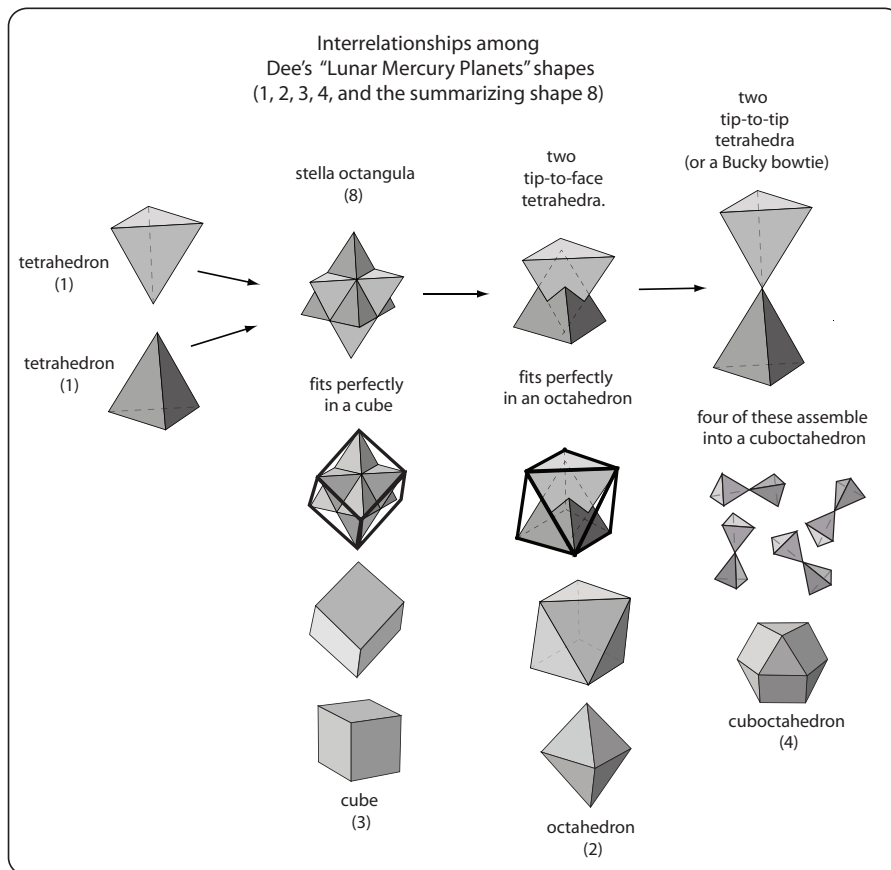 Interrelationships among
Dee's "Lunar Mercury Planets" shapes
(1, 2, 3, 4, and the summarizing shape 8)
tetrahedron
(1)
tetrahedron
(1)
stella octangula
(8)
fits perfectly
in a cube
cube
(3)
two
tip-to-face
tetrahedra.
fits perfectly
in an octahedron
octahedron
(2)
two
tip-to-tip
tetrahedra
(or a Bucky bowtie)
four of these assemble
into a cuboctahedron
cuboctahedron
(4)